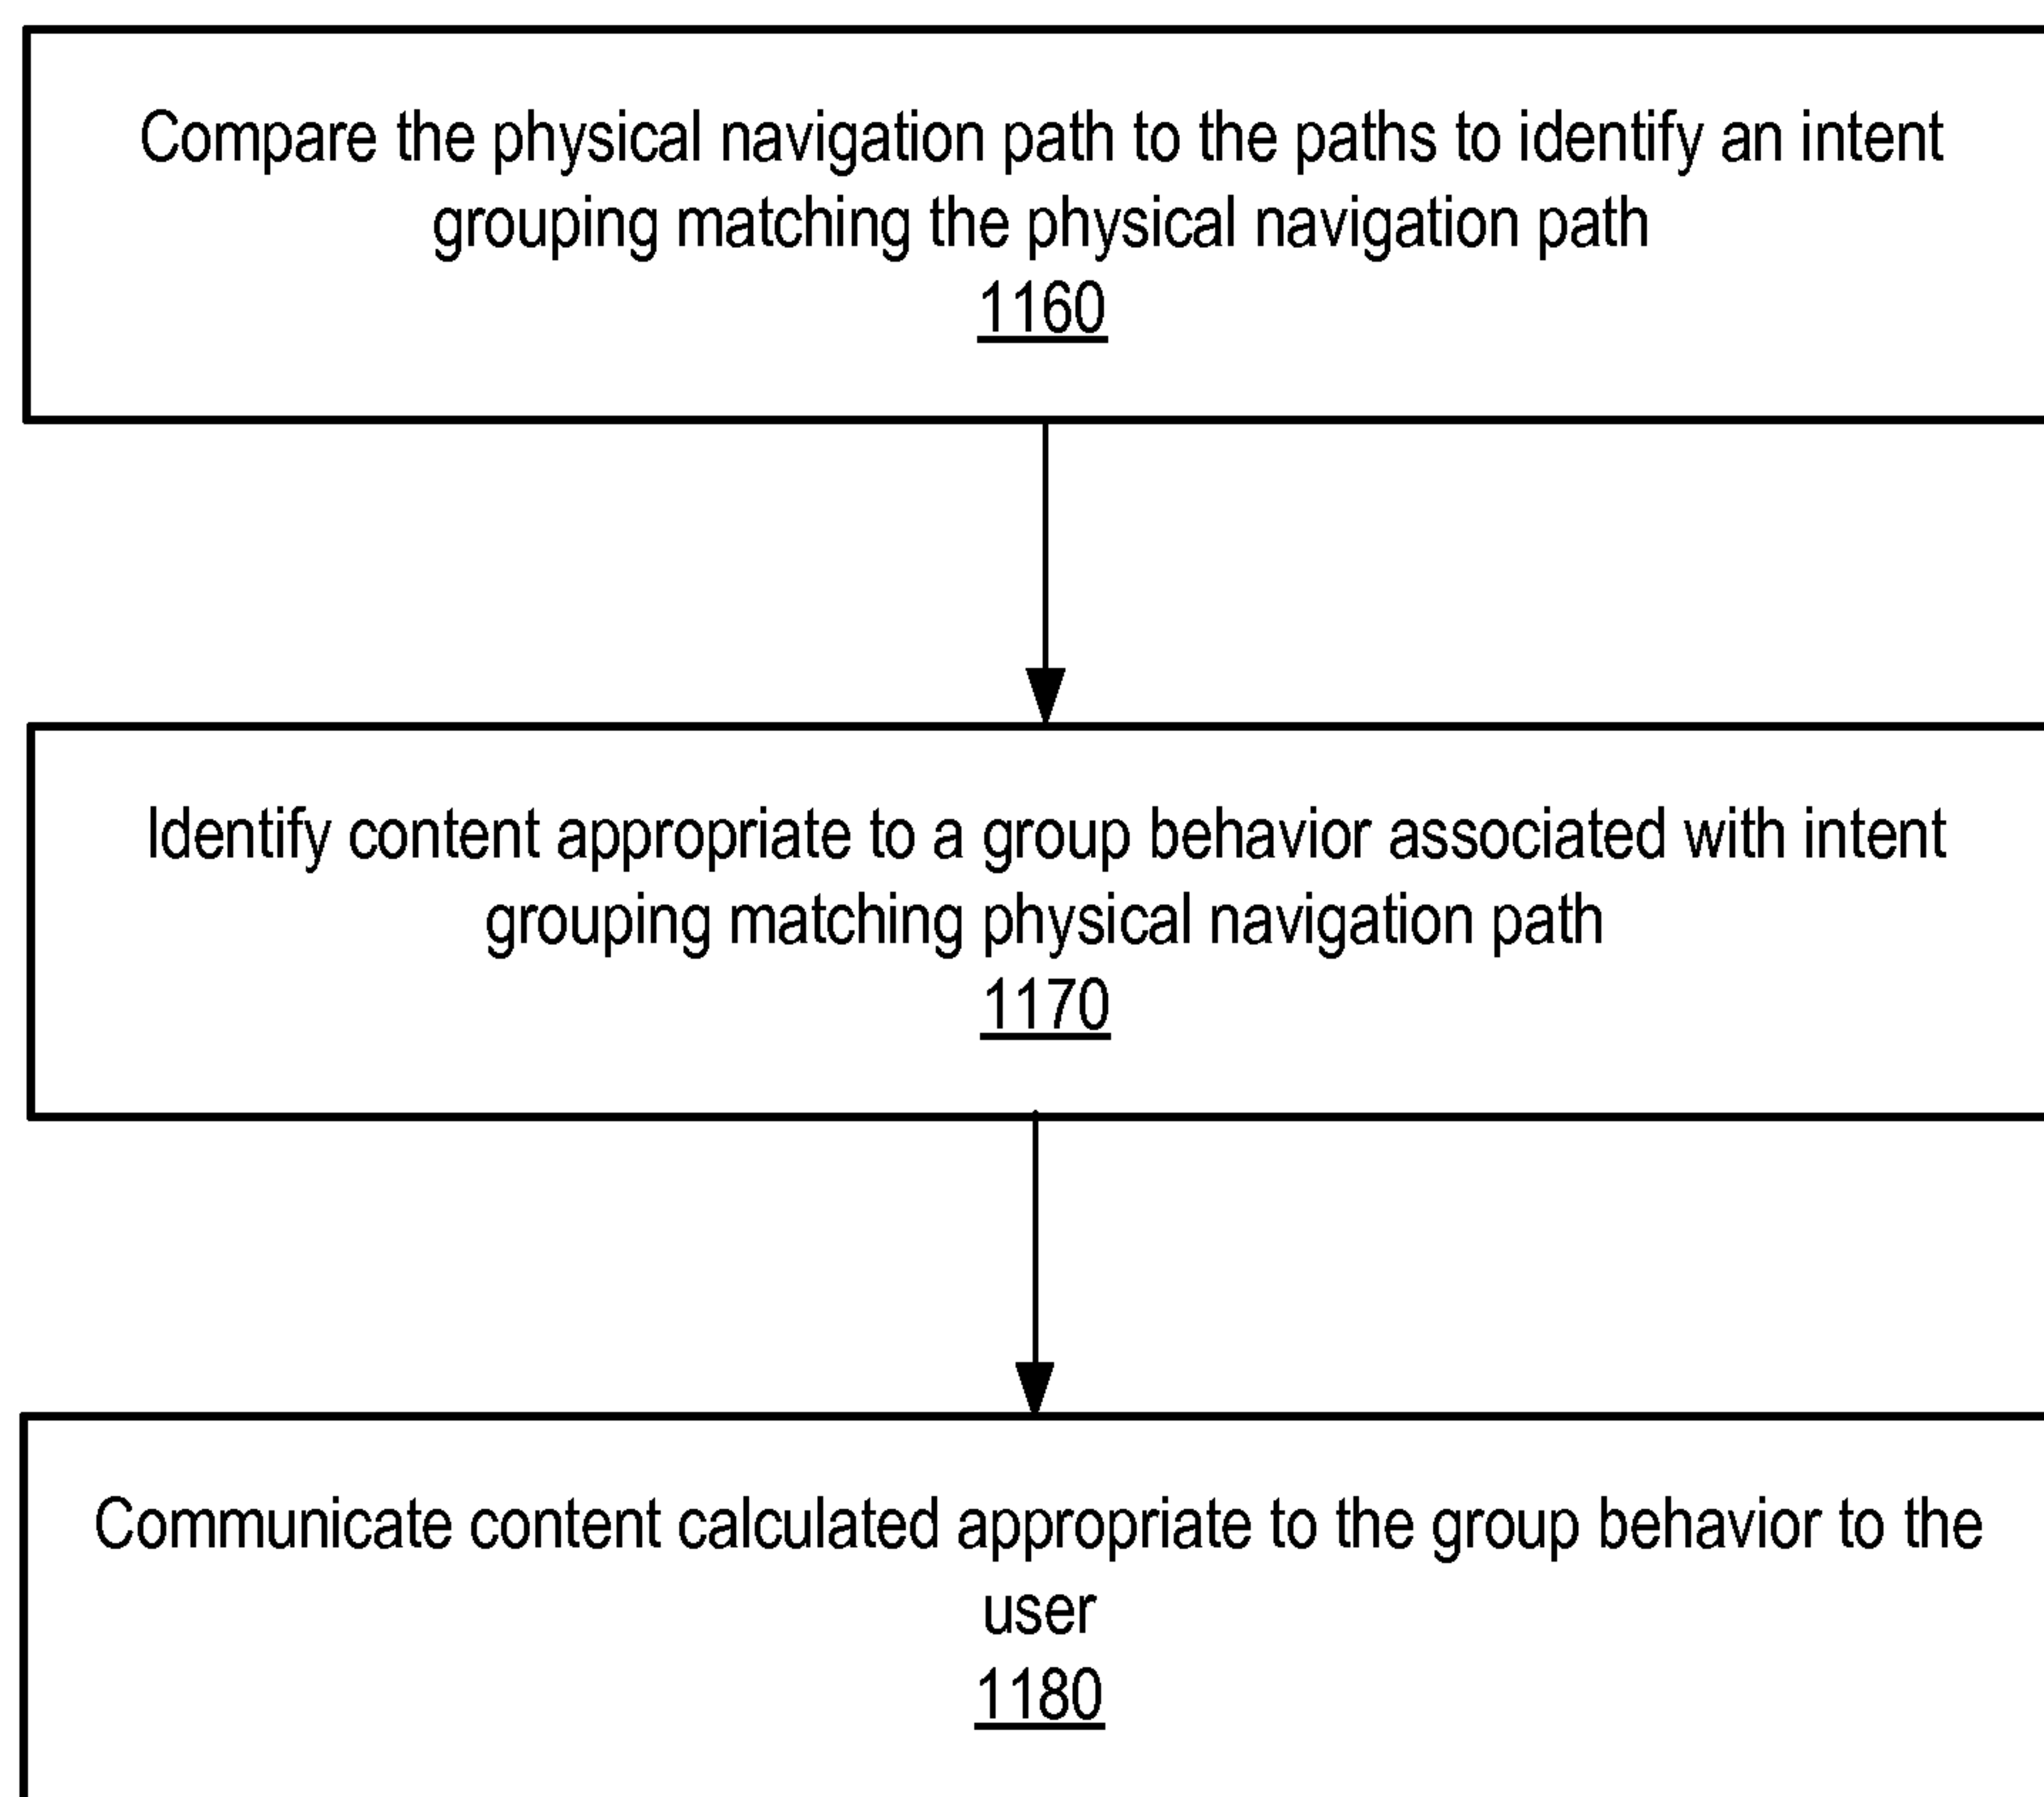 Compare the physical navigation path to the paths to identify an intent
grouping matching the physical navigation path
1160
Identify content appropriate to a group behavior associated with intent
grouping matching physical navigation path
1170
Communicate content calculated appropriate to the group behavior to the
user
1180